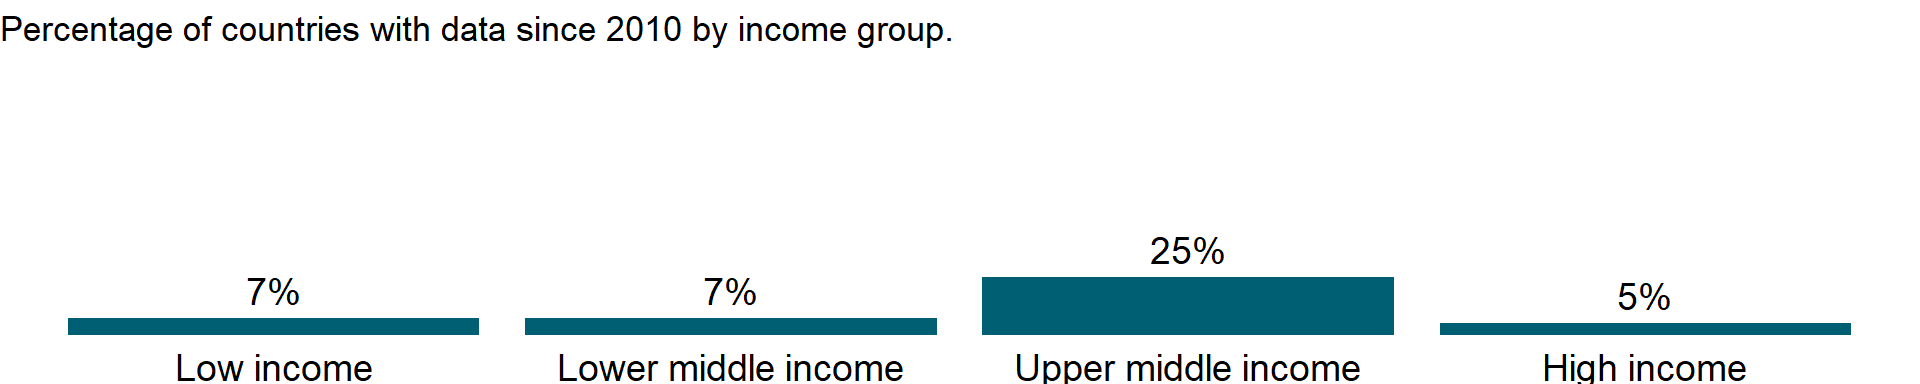 Percentage of countries with data since 2010 by income group.
25%
7% 7% 5%
Low income Lower middle income Upper middle income High income